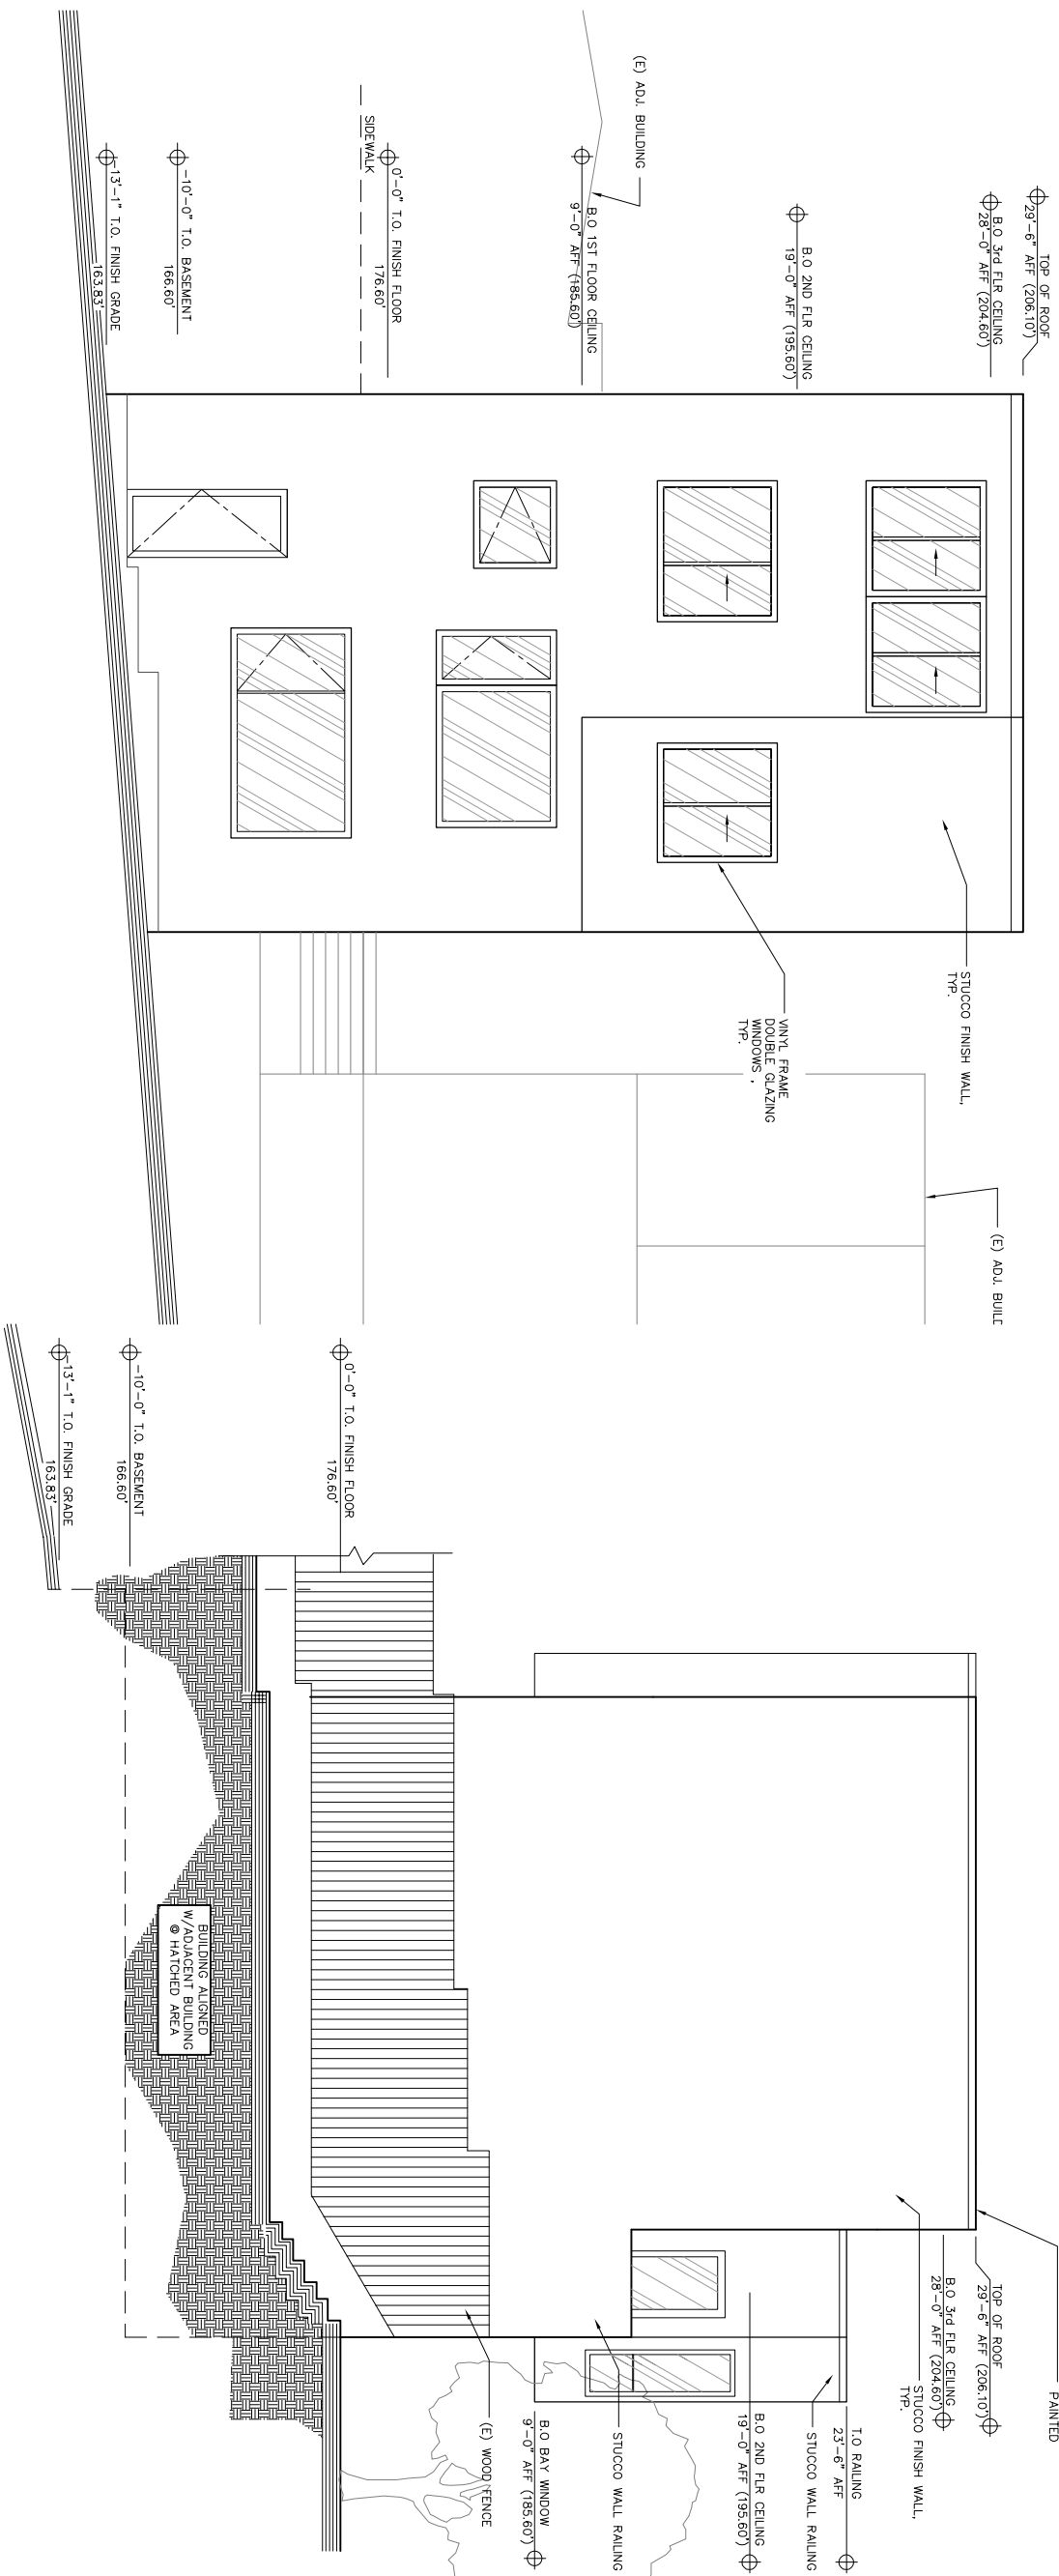 (E) ADJ. BUILDING
TOP OF ROOF
29'-6" AFF (206.10')
B.O 3rd FLR CEILING
28'-0" AFF (204.60')
B.O 2ND FLR CEILING
19'-0" AFF (195.60')
B.O 1ST FLOOR CEILING
9'-0" AFF (185.60')
0'-0" T.O. FINISH FLOOR
176.60'
SIDEWALK
-10'-0" T.O. BASEMENT
166.60'
-13'-1" T.O. FINISH GRADE
163.83'
STUCCO FINISH WALL,
TYP.
VINYL FRAME
DOUBLE GLAZING
WINDOWS ,
TYP.
(E) ADJ. BUILD
0'-0" T.O. FINISH FLOOR
176.60'
-10'-0" T.O. BASEMENT
166.60'
-13'-1" T.O. FINISH GRADE
163.83'
BUILDING ALIGNED
W/ADJACENT BUILDING
@ HATCHED AREA
PAINTED
TOP OF ROOF
29'-6" AFF (206.10')
B.O 3rd FLR CEILING
28'-0" AFF (204.60')
STUCCO FINISH WALL,
TYP.
T.O RAILING
23'-6" AFF
STUCCO WALL RAILING
B.O 2ND FLR CEILING
19'-0" AFF (195.60')
STUCCO WALL RAILING
B.O BAY WINDOW
9'-0" AFF (185.60')
(E) WOOD FENCE